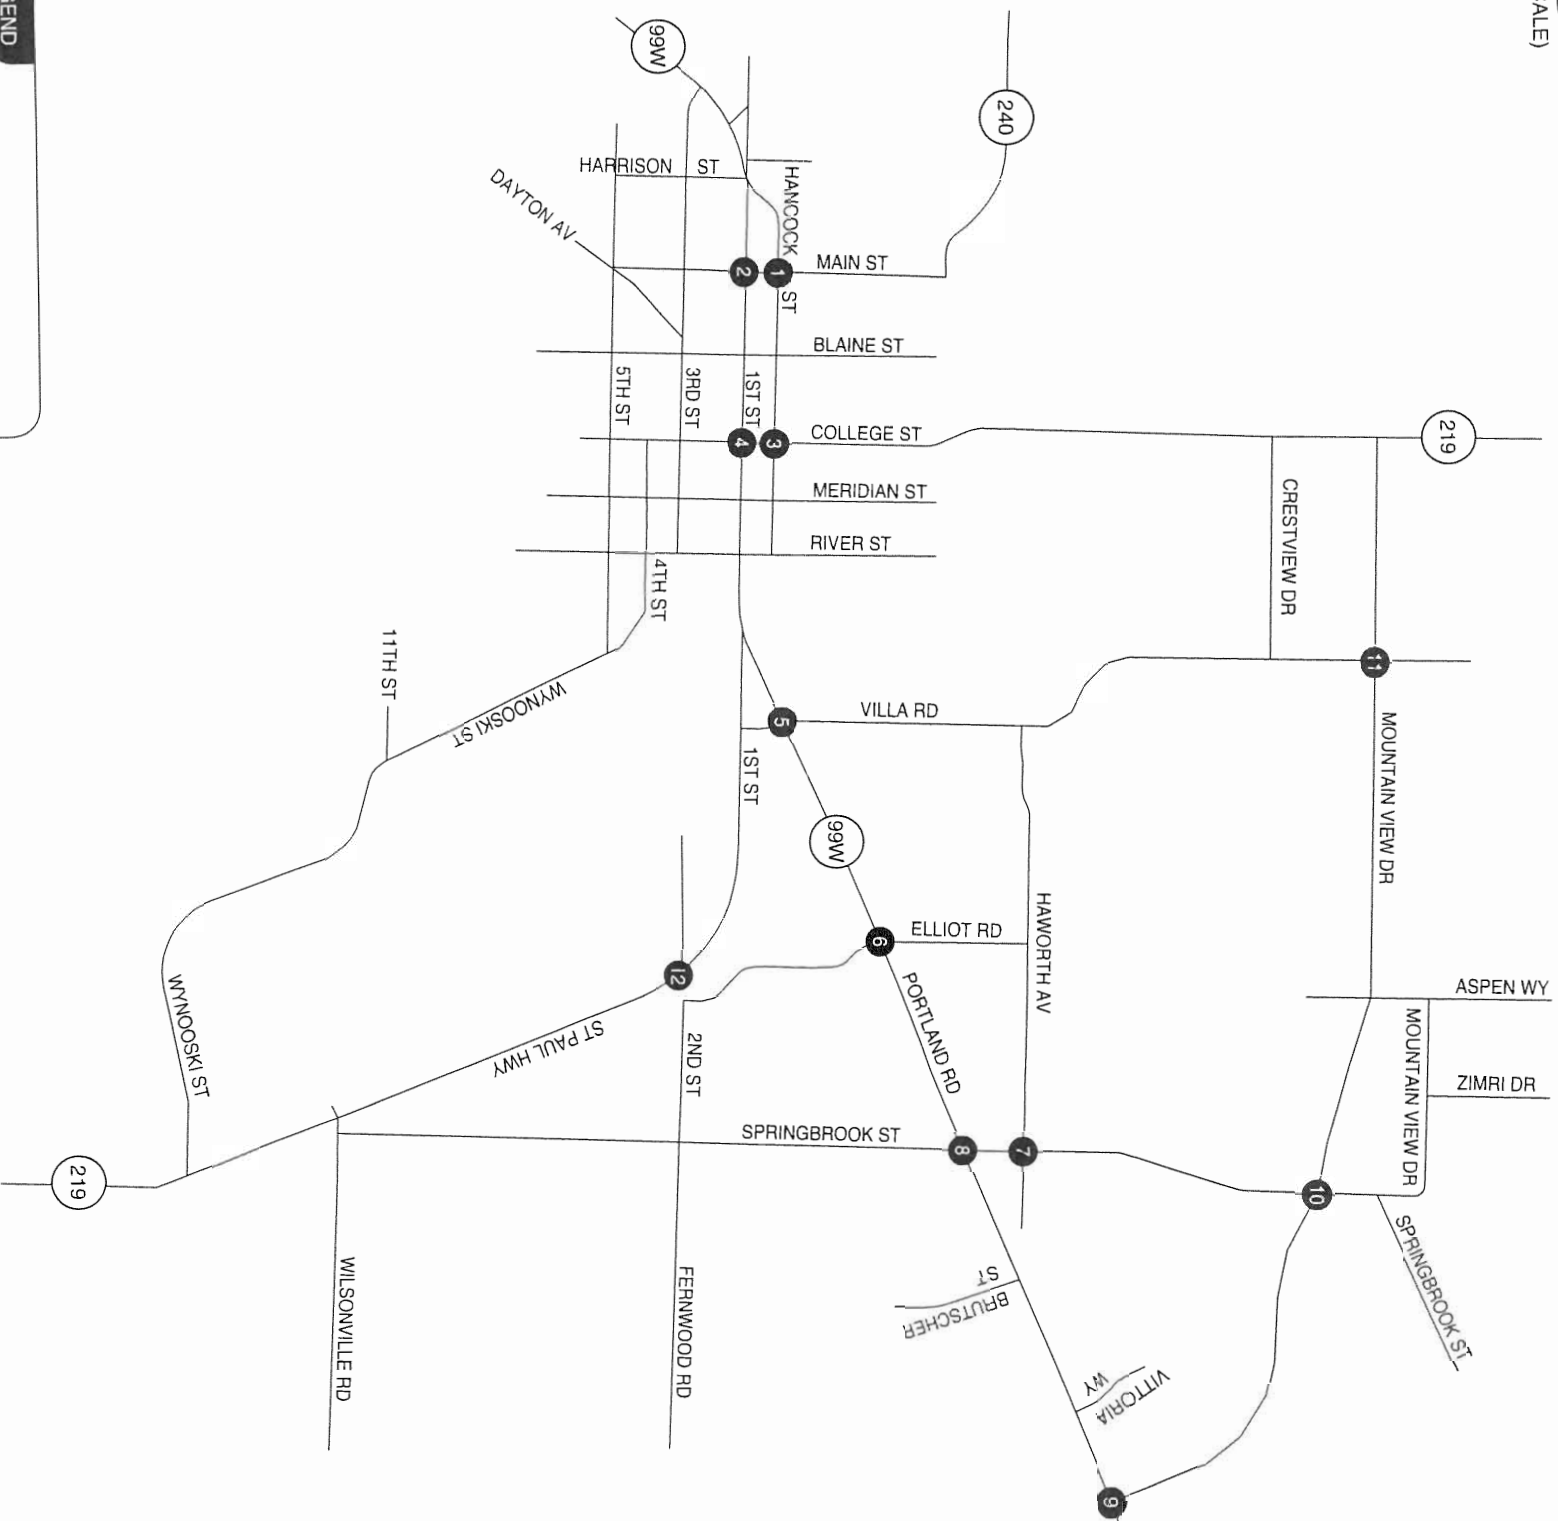 GEND
ALE)
99W
240
HARRISON ST
HANCOCK ST
DAYTON AV
MAIN ST
2
1
BLAINE ST
5TH ST
3RD ST
1ST ST
4
3
COLLEGE ST
219
MERIDIAN ST
CRESTVIEW DR
RIVER ST
4TH ST
11TH ST
WYNOOSKI ST
11
5
VILLA RD
MOUNTAIN VIEW DR
1ST ST
99W
HAWORTH AV
6
ELLIOT RD
12
PORTLAND RD
ASPEN WY
WYNOOSKI ST
ST PAUL HWY
2ND ST
MOUNTAIN VIEW DR
ZIMRI DR
SPRINGBROOK ST
8
7
219
10
SPRINGBROOK ST
WILSONVILLE RD
FERNWOOD RD
BRUTSCHER
ST
VITTORIA
WY
9